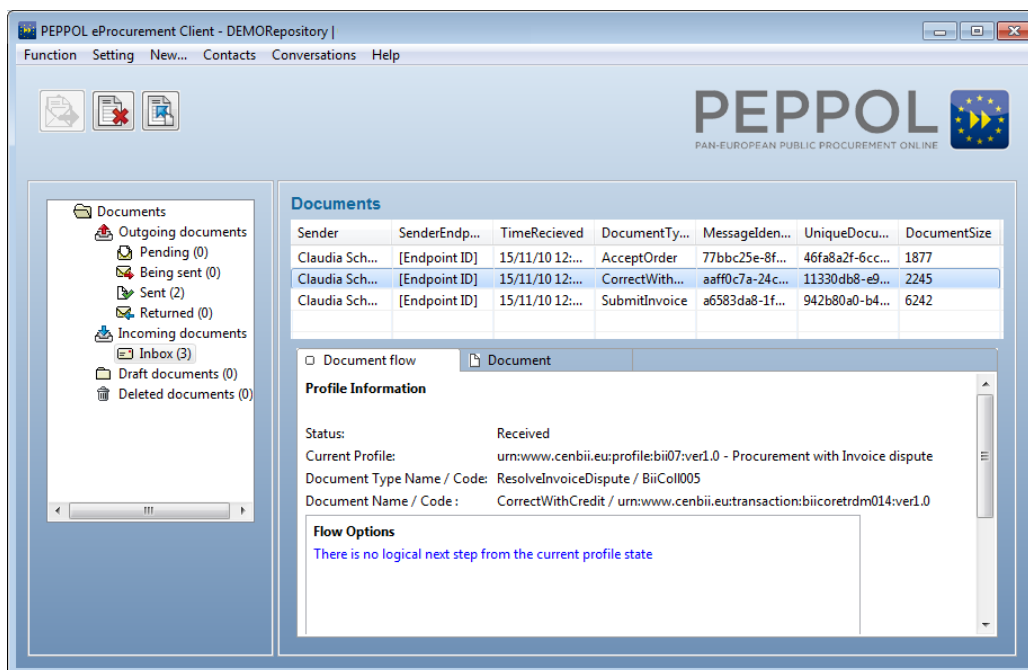 PEPPOL eProcurement Client - DEMORepository |
Function Setting New... Contacts Conversations Help
PEPPOL
PAN-EUROPEAN PUBLIC PROCUREMENT ONLINE
Documents
Outgoing documents
Pending (0)
Being sent (0)
Sent (2)
Returned (0)
Incoming documents
Inbox (3)
Draft documents (0)
Deleted documents (0)
Documents
Sender SenderEndp... TimeRecieved DocumentTy... MessageIden... UniqueDocu... DocumentSize
Claudia Sch... [Endpoint ID] 15/11/10 12:... AcceptOrder 77bbc25e-8f... 46fa8a2f-6cc... 1877
Claudia Sch... [Endpoint ID] 15/11/10 12:... CorrectWith... aaff0c7a-24c... 11330db8-e9... 2245
Claudia Sch... [Endpoint ID] 15/11/10 12:... SubmitInvoice a6583da8-1f... 942b80a0-b4... 6242
Document flow Document
Profile Information
Status: Received
Current Profile: urn:www.cenbii.eu:profile:bii07:ver1.0 - Procurement with Invoice dispute
Document Type Name / Code: ResolveInvoiceDispute / BiiColl005
Document Name / Code : CorrectWithCredit / urn:www.cenbii.eu:transaction:biicoretrdm014:ver1.0
Flow Options
There is no logical next step from the current profile state